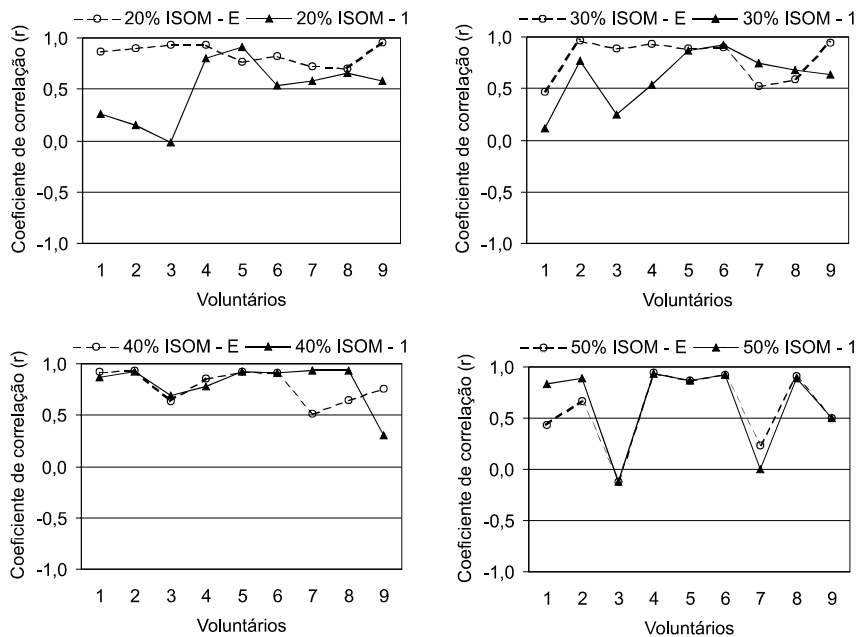 20% ISOM - E 20% ISOM - 1
Coeficiente de correlação (r)
1,0
0,5
0,0
-0,5
-1,0
1 2 3 4 5 6 7 8 9
Voluntários
30% ISOM - E 30% ISOM - 1
Coeficiente de correlação (r)
1,0
0,5
0,0
-0,5
-1,0
1 2 3 4 5 6 7 8 9
Voluntários
40% ISOM - E 40% ISOM - 1
Coeficiente de correlação (r)
1,0
0,5
0,0
-0,5
-1,0
1 2 3 4 5 6 7 8 9
Voluntários
50% ISOM - E 50% ISOM - 1
Coeficiente de correlação (r)
1,0
0,5
0,0
-0,5
-1,0
1 2 3 4 5 6 7 8 9
Voluntários